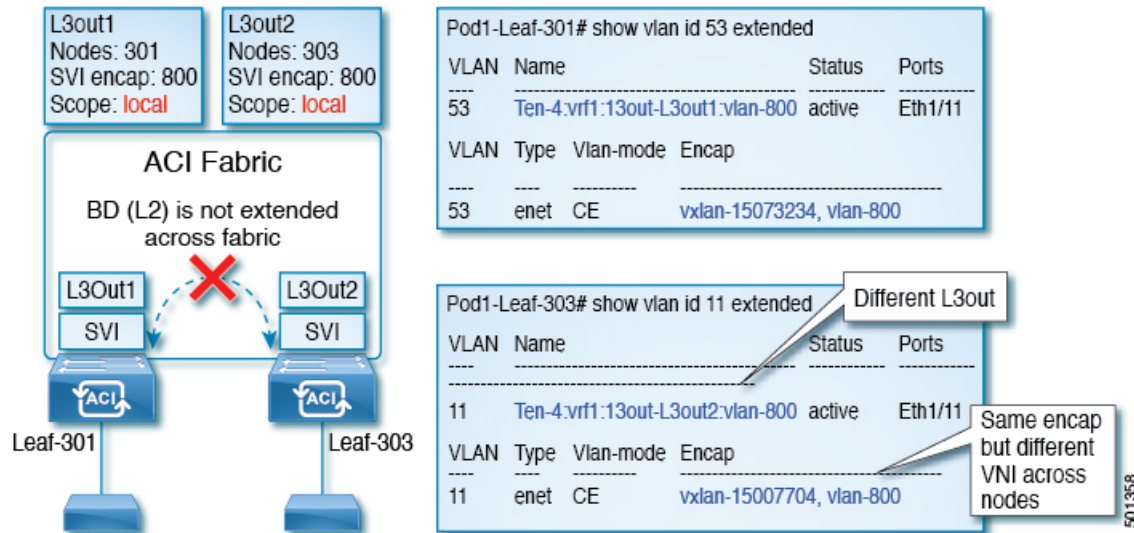 L3out1
Nodes: 301
SVI encap: 800
Scope: local
L3out2
Nodes: 303
SVI encap: 800
Scope: local
ACI Fabric
BD (L2) is not extended
across fabric
L3Out1
SVI
L3Out2
SVI
ACI
ACI
Leaf-301
Leaf-303
Pod1-Leaf-301# show vlan id 53 extended
VLAN Name Status Ports
---- -------------------------------- ------------ ------------
53 Ten-4:vrf1:13out-L3out1:vlan-800 active Eth1/11
VLAN Type Vlan-mode Encap
---- ---- ---------- --------------------------------
53 enet CE vxlan-15073234, vlan-800
Pod1-Leaf-303# show vlan id 11 extended
Different L3out
VLAN Name Status Ports
---- -------------------------------- ------------ ------------
--------------------------------------
11 Ten-4:vrf1:13out-L3out2:vlan-800 active Eth1/11
VLAN Type Vlan-mode Encap
---- ---- ---------- --------------------------------
11 enet CE vxlan-15007704, vlan-800
Same encap
but different
VNI across
nodes
501358